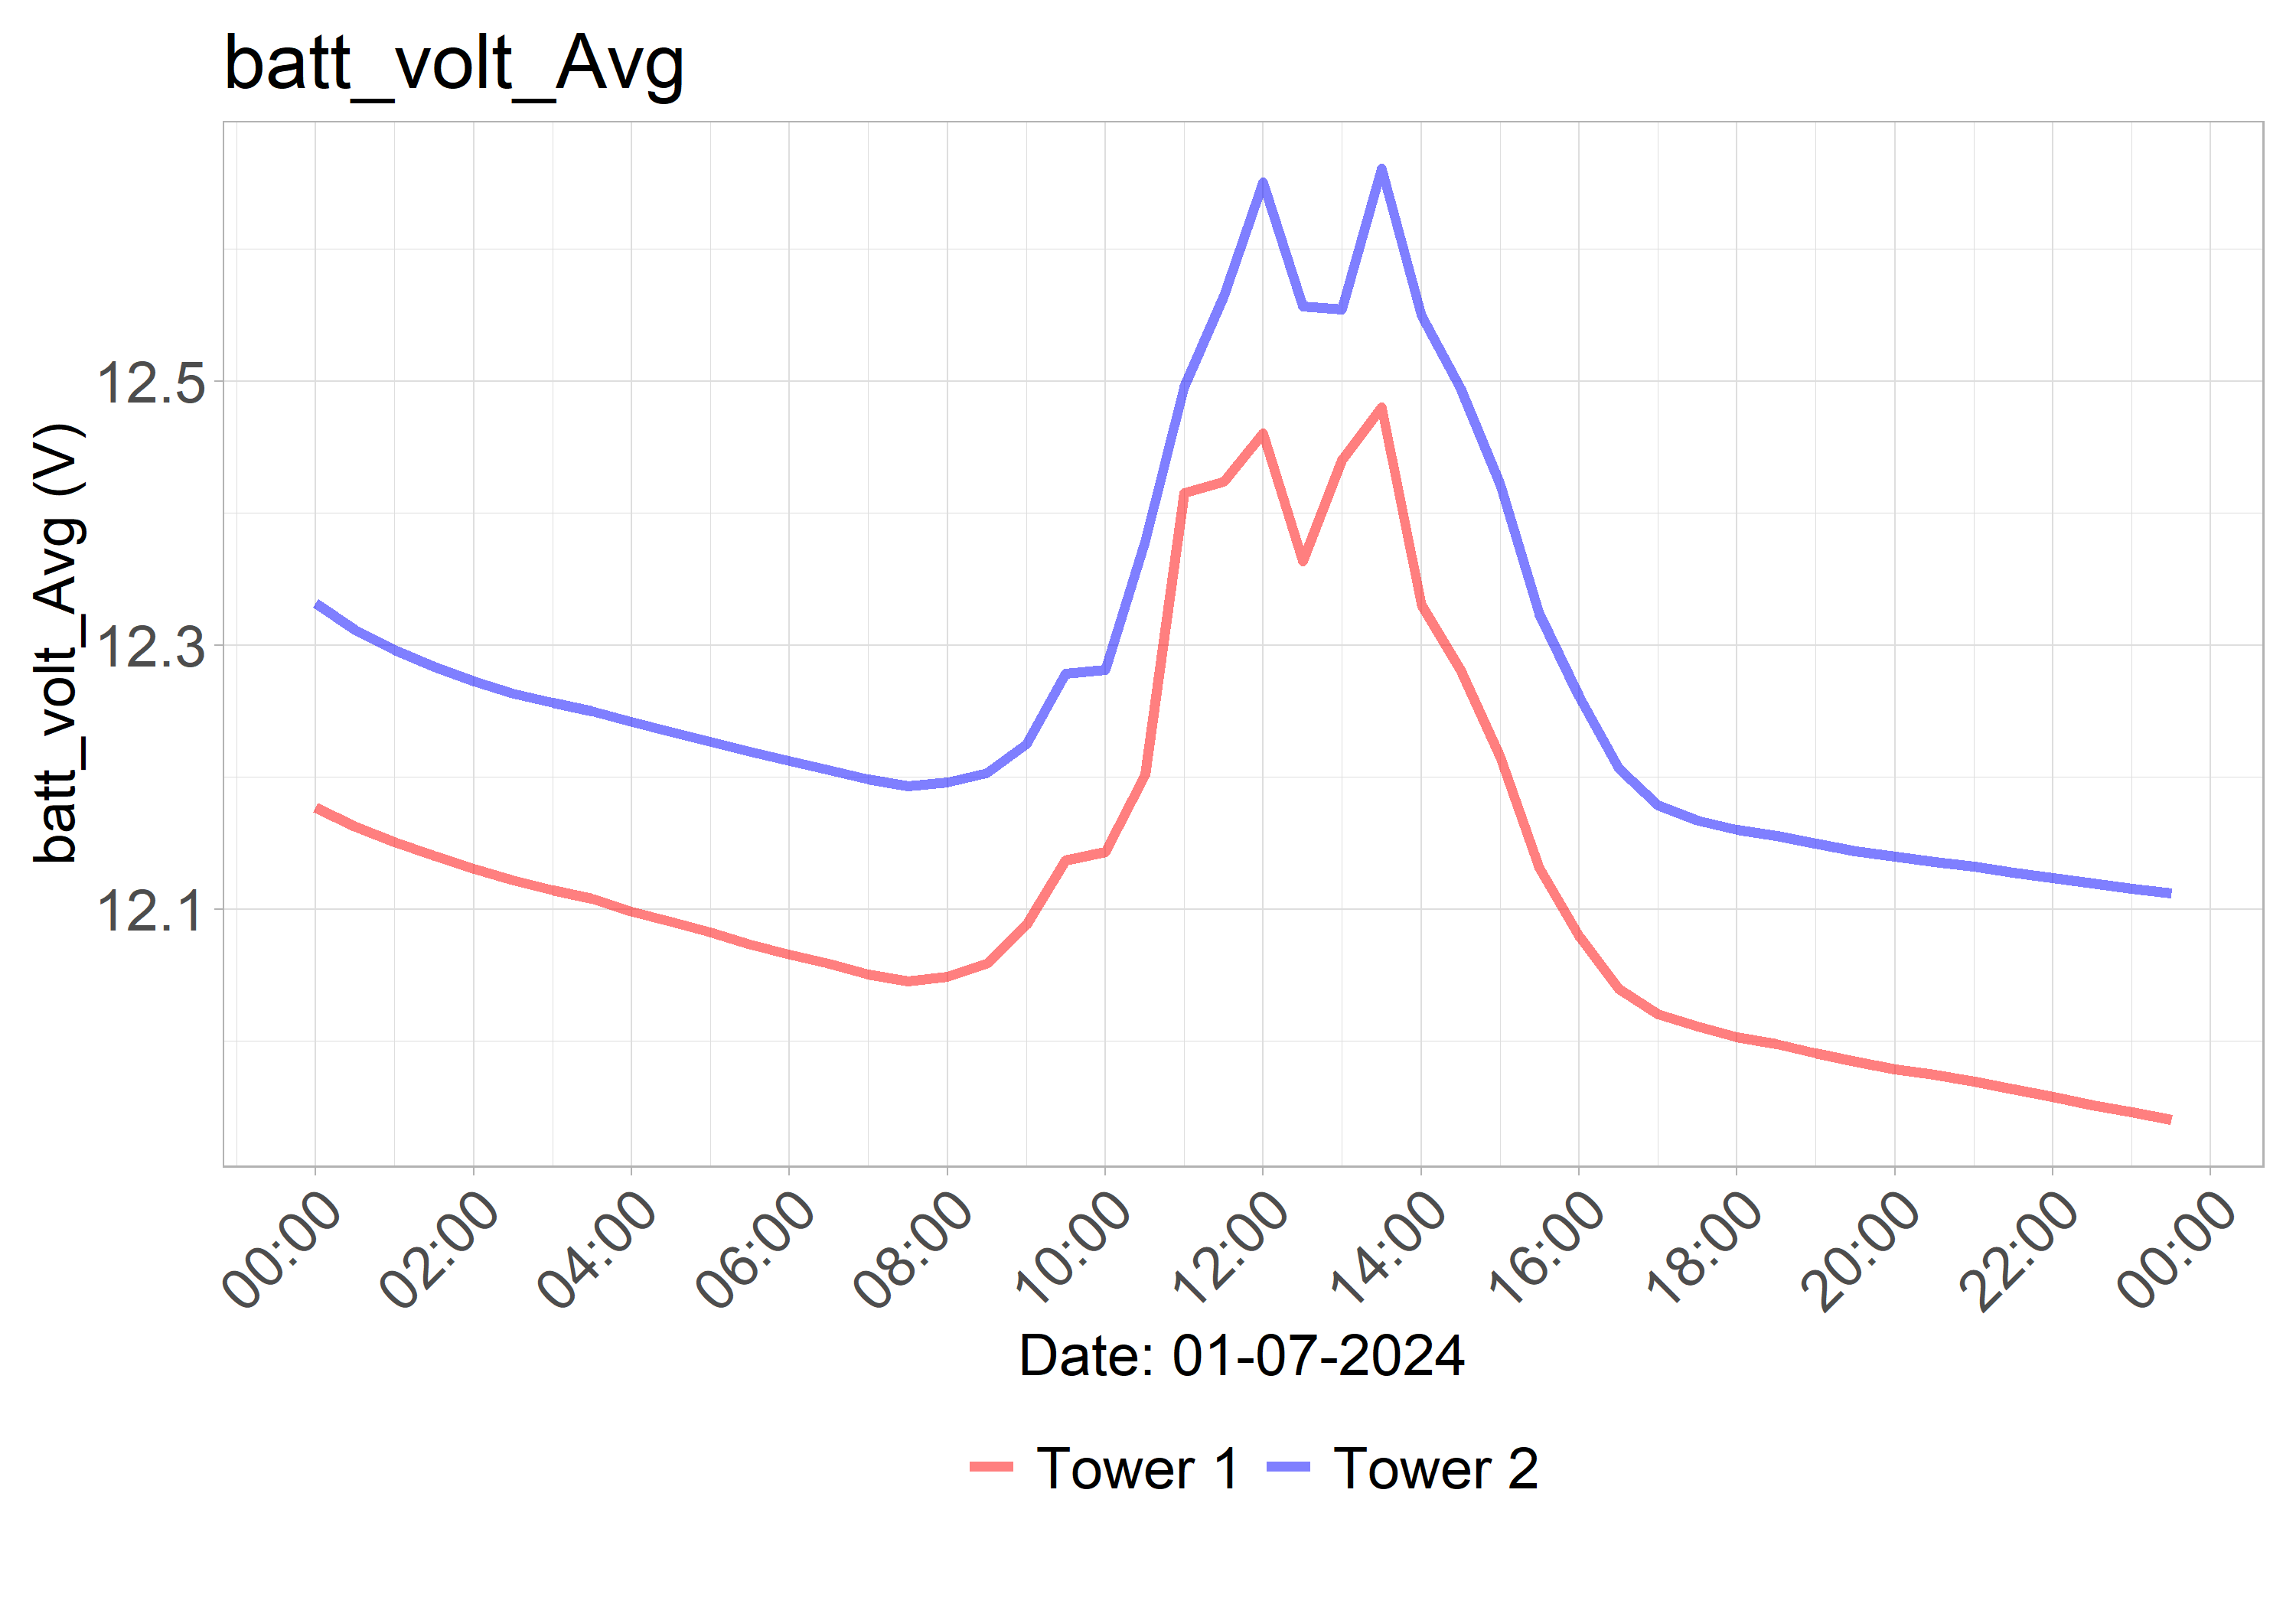 batt_volt_Avg
batt_volt_Avg (V)
12.5
12.3
12.1
00:00 02:00 04:00 06:00 08:00 10:00 12:00 14:00 16:00 18:00 20:00 22:00 00:00
Date: 01-07-2024
Tower 1 Tower 2